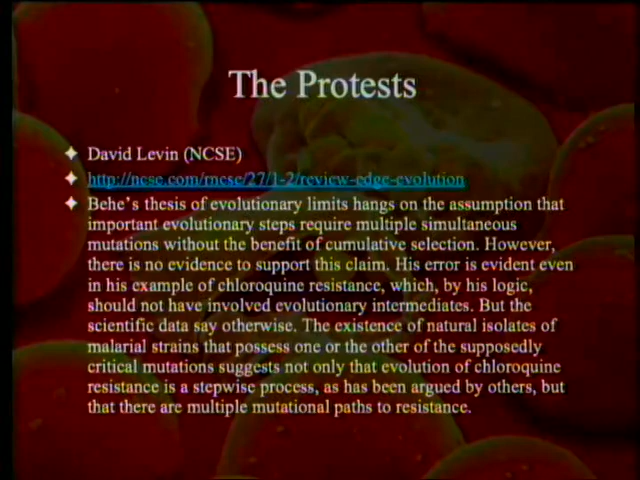 The Protests
David Levin (NCSE)
http://ncse.com/rncse/27/1-2/review-edge-evolution
Behe's thesis of evolutionary limits hangs on the assumption that
important evolutionary steps require multiple simultaneous
mutations without the benefit of cumulative selection. However,
there is no evidence to support this claim. His error is evident even
in his example of chloroquine resistance, which, by his logic,
should not have involved evolutionary intermediates. But the
scientific data say otherwise. The existence of natural isolates of
malarial strains that possess one or the other of the supposedly
critical mutations suggests not only that evolution of chloroquine
resistance is a stepwise process, as has been argued by others, but
that there are multiple mutational paths to resistance.